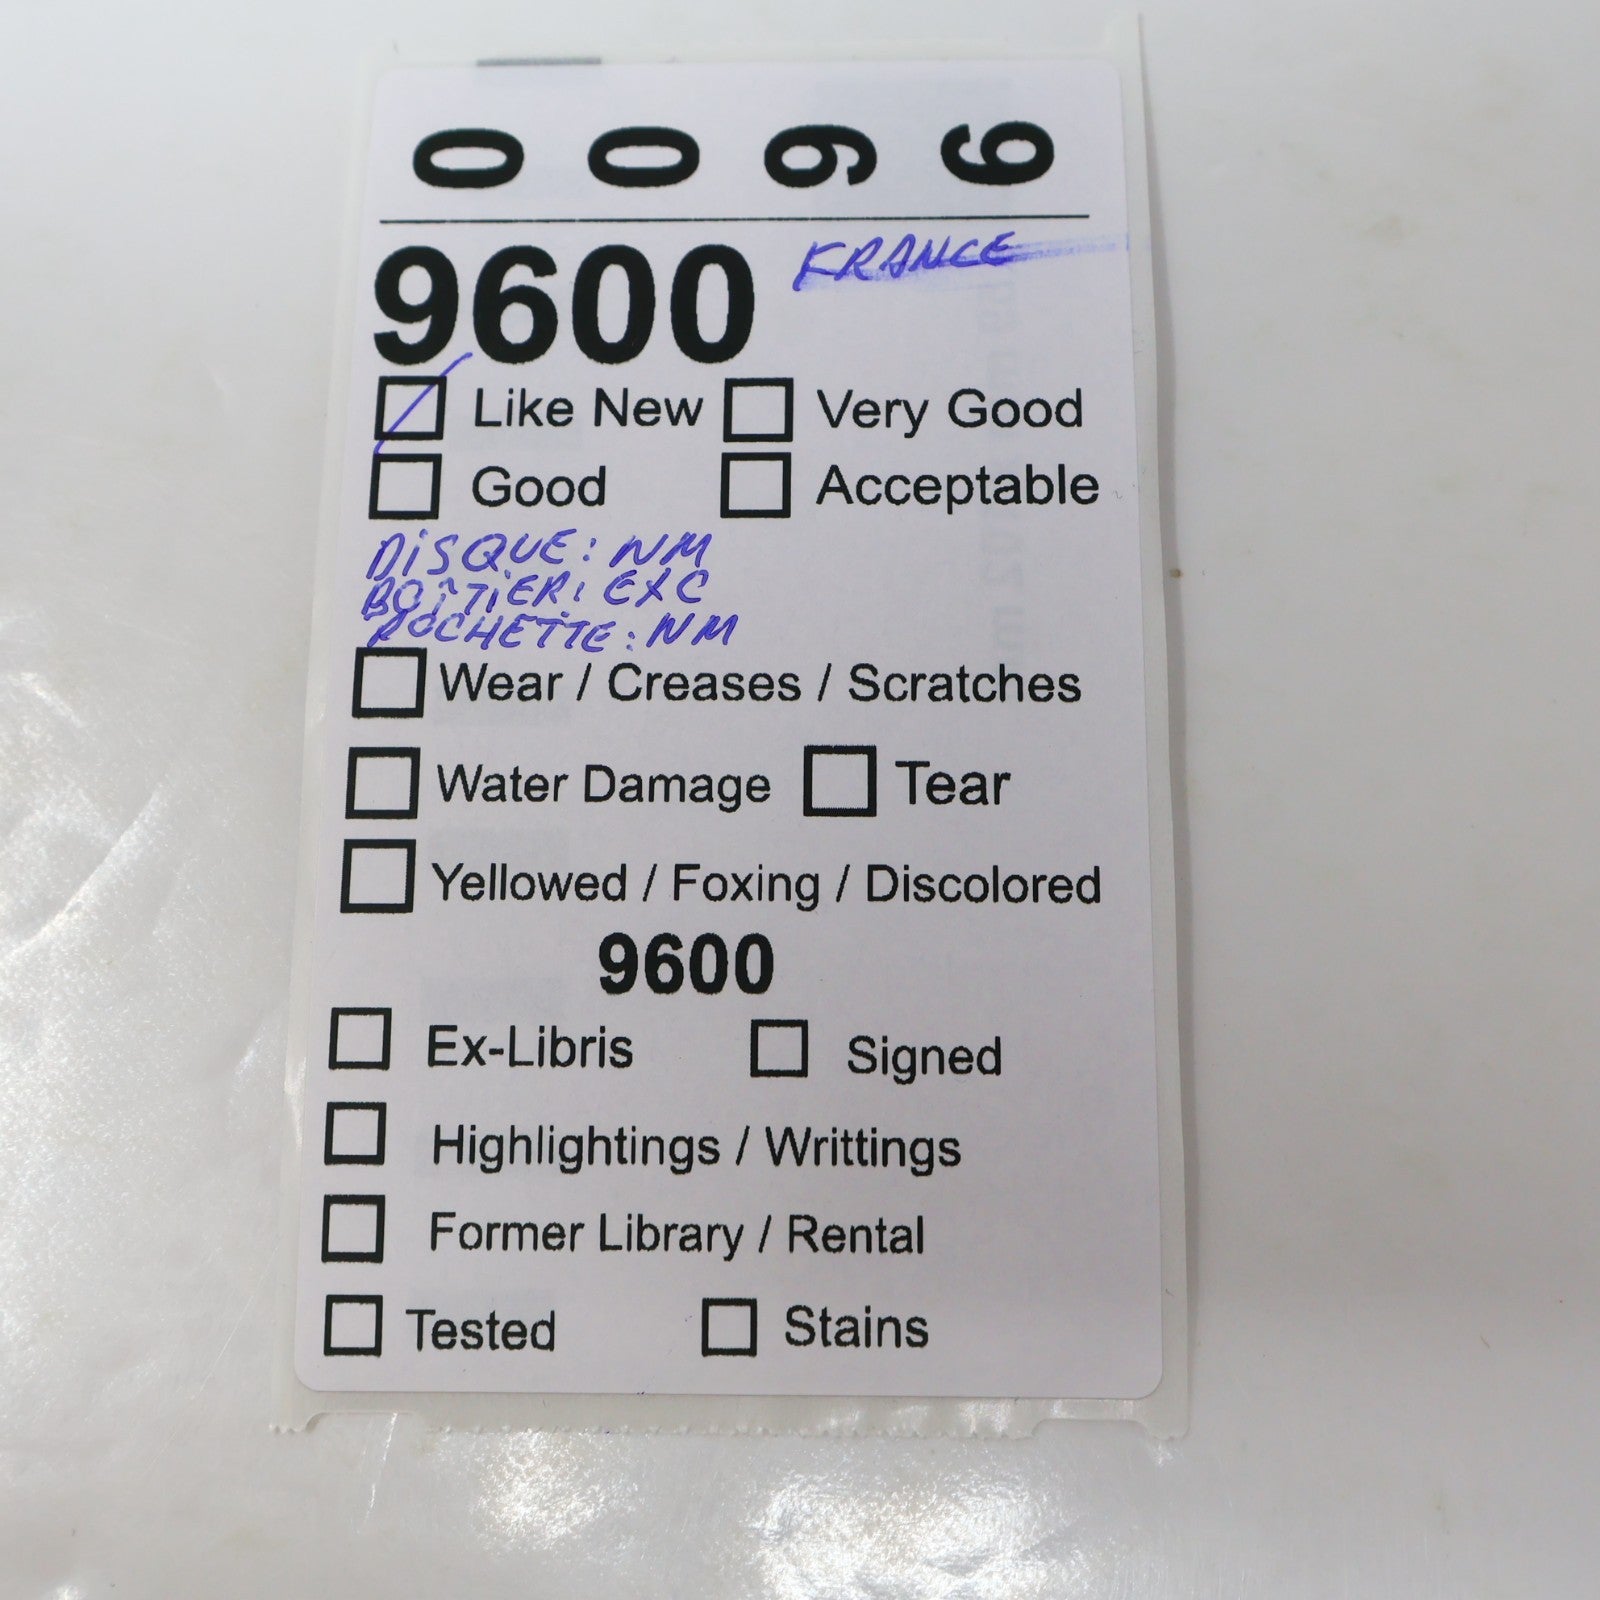 9600
9600 FRANCE
Like New Very Good
Good Acceptable
DISQUE: NM
BOÎTIER: EXC
POCHETTE: NM
Wear / Creases / Scratches
Water Damage Tear
Yellowed / Foxing / Discolored
9600
Ex-Libris Signed
Highlightings / Writtings
Former Library / Rental
Tested Stains